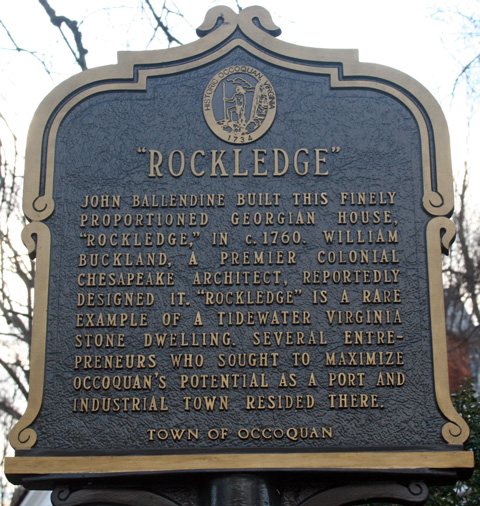 HISTORIC OCCOQUAN, VIRGINIA
1734
"ROCKLEDGE"
JOHN BALLENDINE BUILT THIS FINELY
PROPORTIONED GEORGIAN HOUSE,
"ROCKLEDGE," IN c. 1760. WILLIAM
BUCKLAND, A PREMIER COLONIAL
CHESAPEAKE ARCHITECT, REPORTEDLY
DESIGNED IT. "ROCKLEDGE" IS A RARE
EXAMPLE OF A TIDEWATER VIRGINIA
STONE DWELLING. SEVERAL ENTRE-
PRENEURS WHO SOUGHT TO MAXIMIZE
OCCOQUAN'S POTENTIAL AS A PORT AND
INDUSTRIAL TOWN RESIDED THERE.
TOWN OF OCCOQUAN